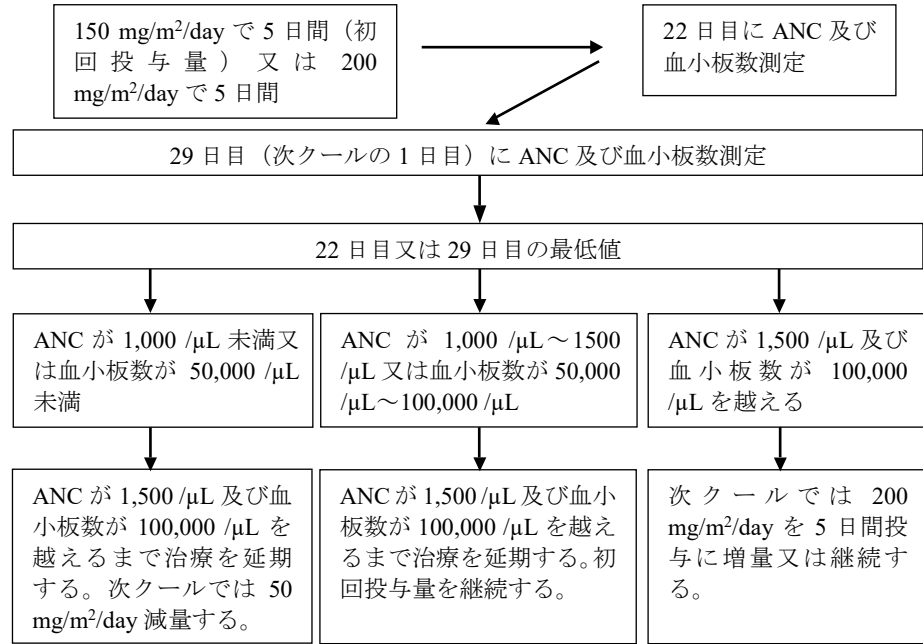 150 mg/m²/day で 5 日間（初
回投与量）又は 200
mg/m²/day で 5 日間
22 日目に ANC 及び
血小板数測定
29 日目（次クールの 1 日目）に ANC 及び血小板数測定
22 日目又は 29 日目の最低値
ANC が 1,000 /µL 未満又
は血小板数が 50,000 /µL
未満
ANC が 1,000 /µL～1500
/µL 又は血小板数が 50,000
/µL～100,000 /µL
ANC が 1,500 /µL 及び
血小板数が 100,000
/µL を越える
ANC が 1,500 /µL 及び血
小板数が 100,000 /µL を
越えるまで治療を延期
する。次クールでは 50
mg/m²/day 減量する。
ANC が 1,500 /µL 及び血小
板数が 100,000 /µL を越え
るまで治療を延期する。初
回投与量を継続する。
次クールでは 200
mg/m²/day を 5 日間投
与に増量又は継続す
る。